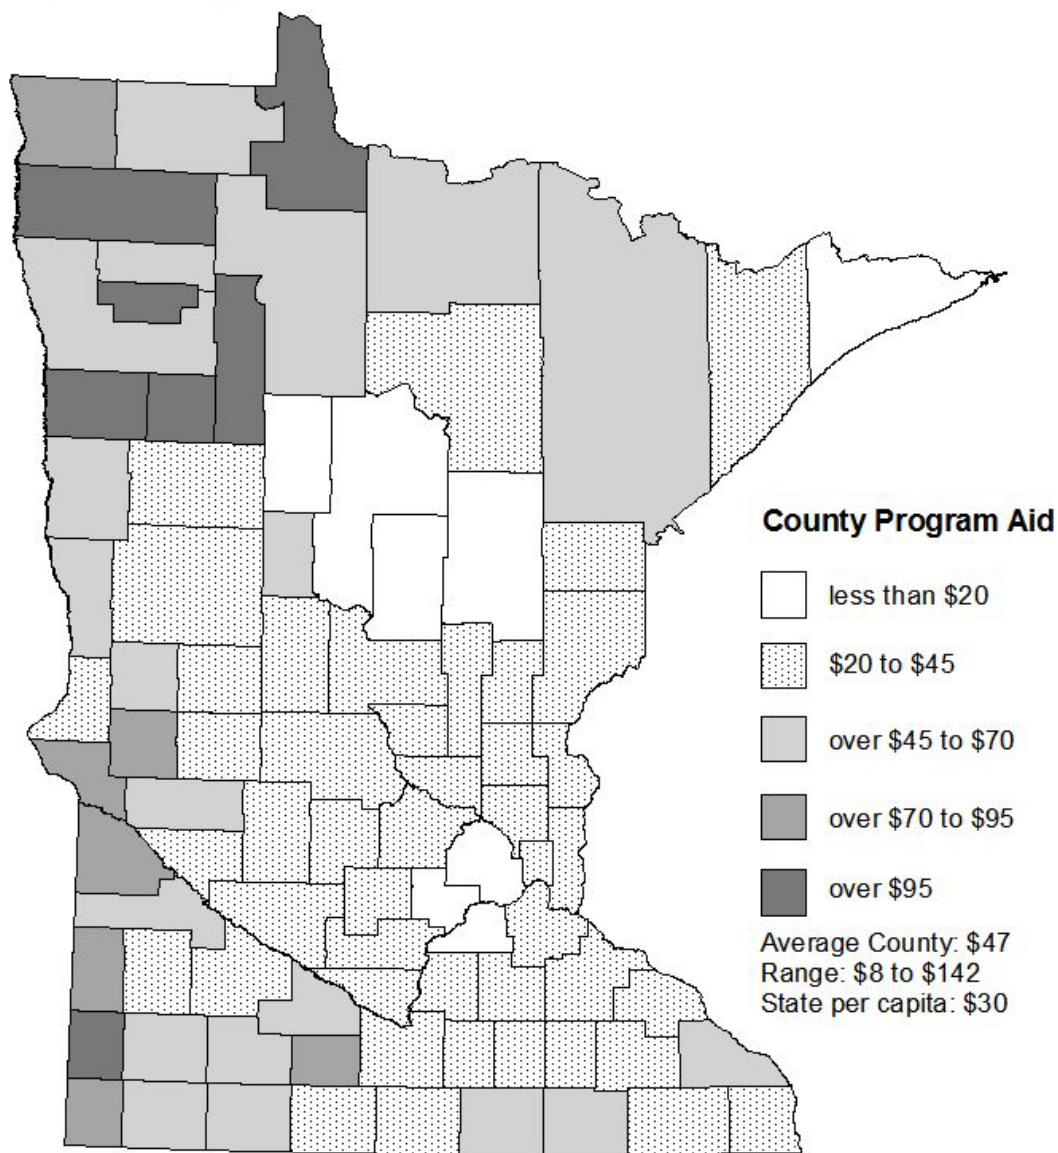 County Program Aid
less than $20
$20 to $45
over $45 to $70
over $70 to $95
over $95
Average County: $47
Range: $8 to $142
State per capita: $30